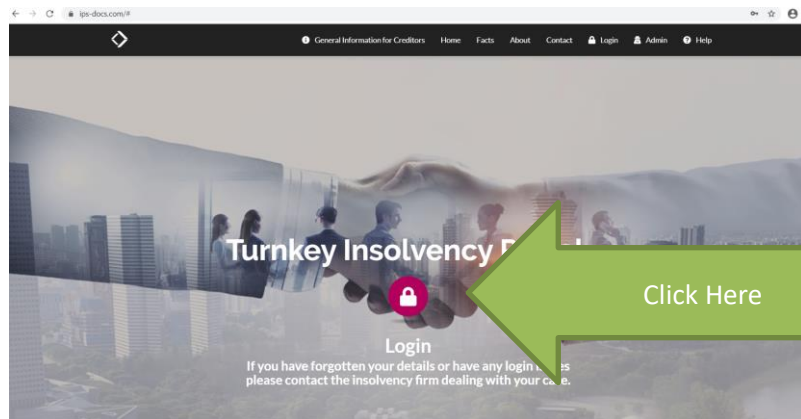 ips-docs.com/#
General Information for Creditors Home Facts About Contact Login Admin Help
Turnkey Insolvency
Click Here
Login
If you have forgotten your details or have any login
please contact the insolvency firm dealing with your